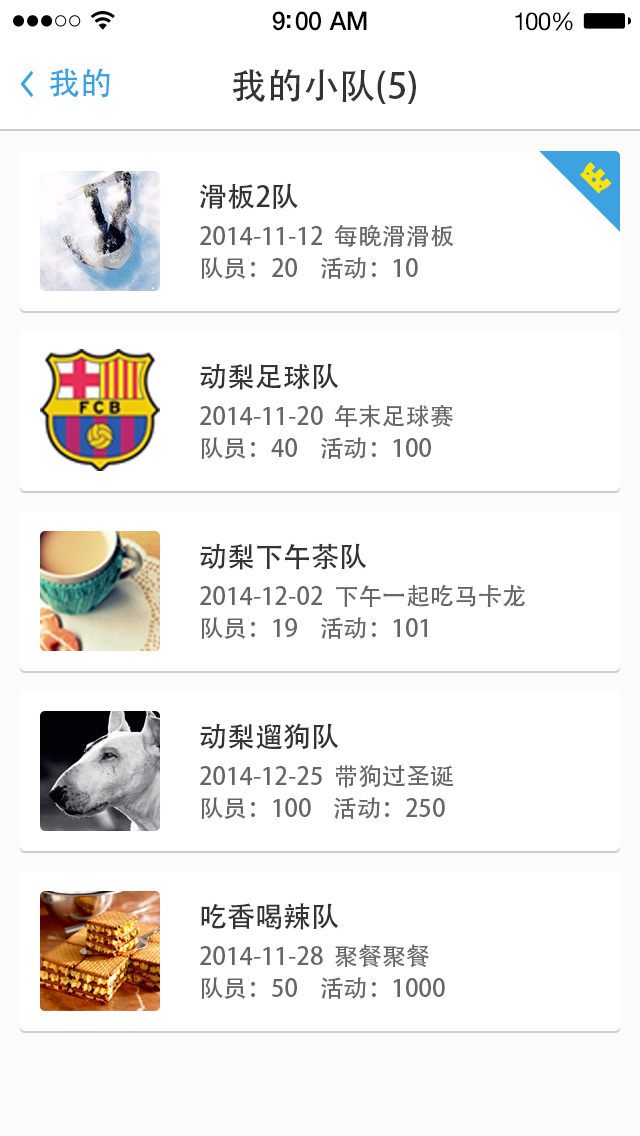 9:00 AM 100%
我的 我的小队(5)
滑板2队
2014-11-12 每晚滑滑板
队员：20 活动：10
FCB
动梨足球队
2014-11-20 年末足球赛
队员：40 活动：100
动梨下午茶队
2014-12-02 下午一起吃马卡龙
队员：19 活动：101
动梨遛狗队
2014-12-25 带狗过圣诞
队员：100 活动：250
吃香喝辣队
2014-11-28 聚餐聚餐
队员：50 活动：1000